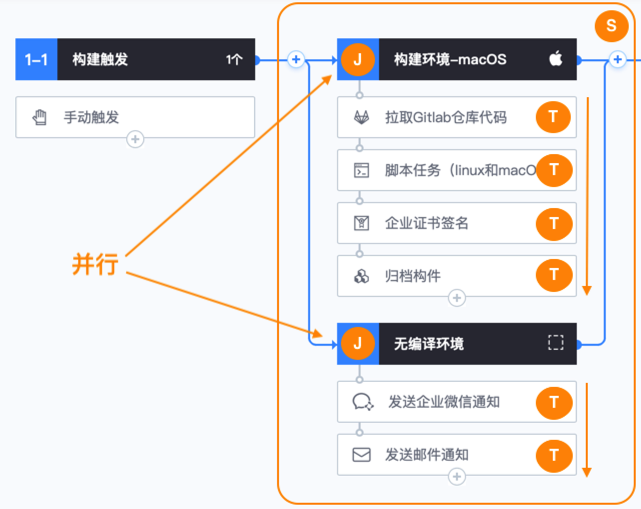 S
1-1 构建触发 1个
手动触发
J 构建环境-macOS
拉取Gitlab仓库代码 T
脚本任务（linux和macO T
企业证书签名 T
归档构件 T
并行
J 无编译环境
发送企业微信通知 T
发送邮件通知 T